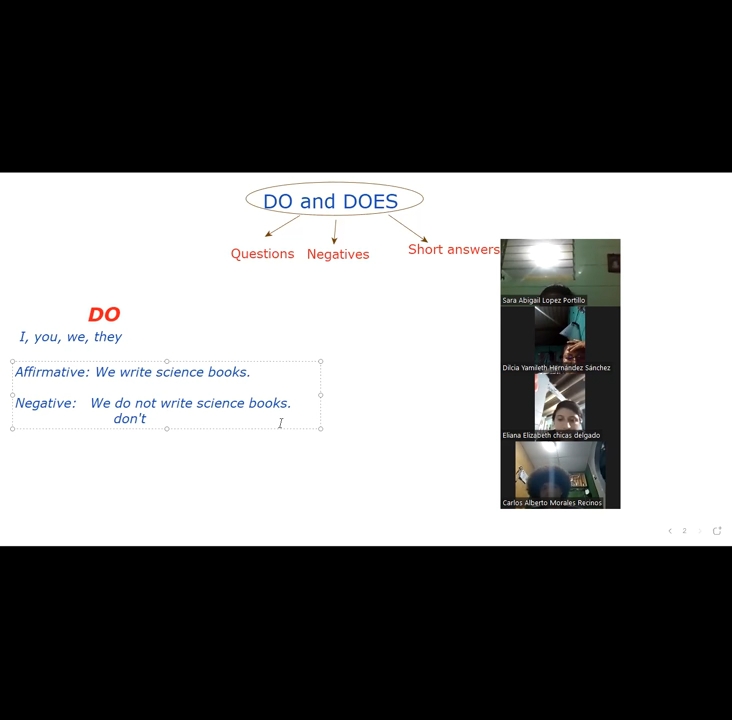 DO and DOES
Questions
Negatives
Short answers
DO
I, you, we, they
Affirmative: We write science books.
Negative: We do not write science books.
don't
Sara Abigail Lopez Portillo
Dilcia Yamileth Hernández Sánchez
Eliana Elizabeth chicas delgado
Carlos Alberto Morales Recinos
2